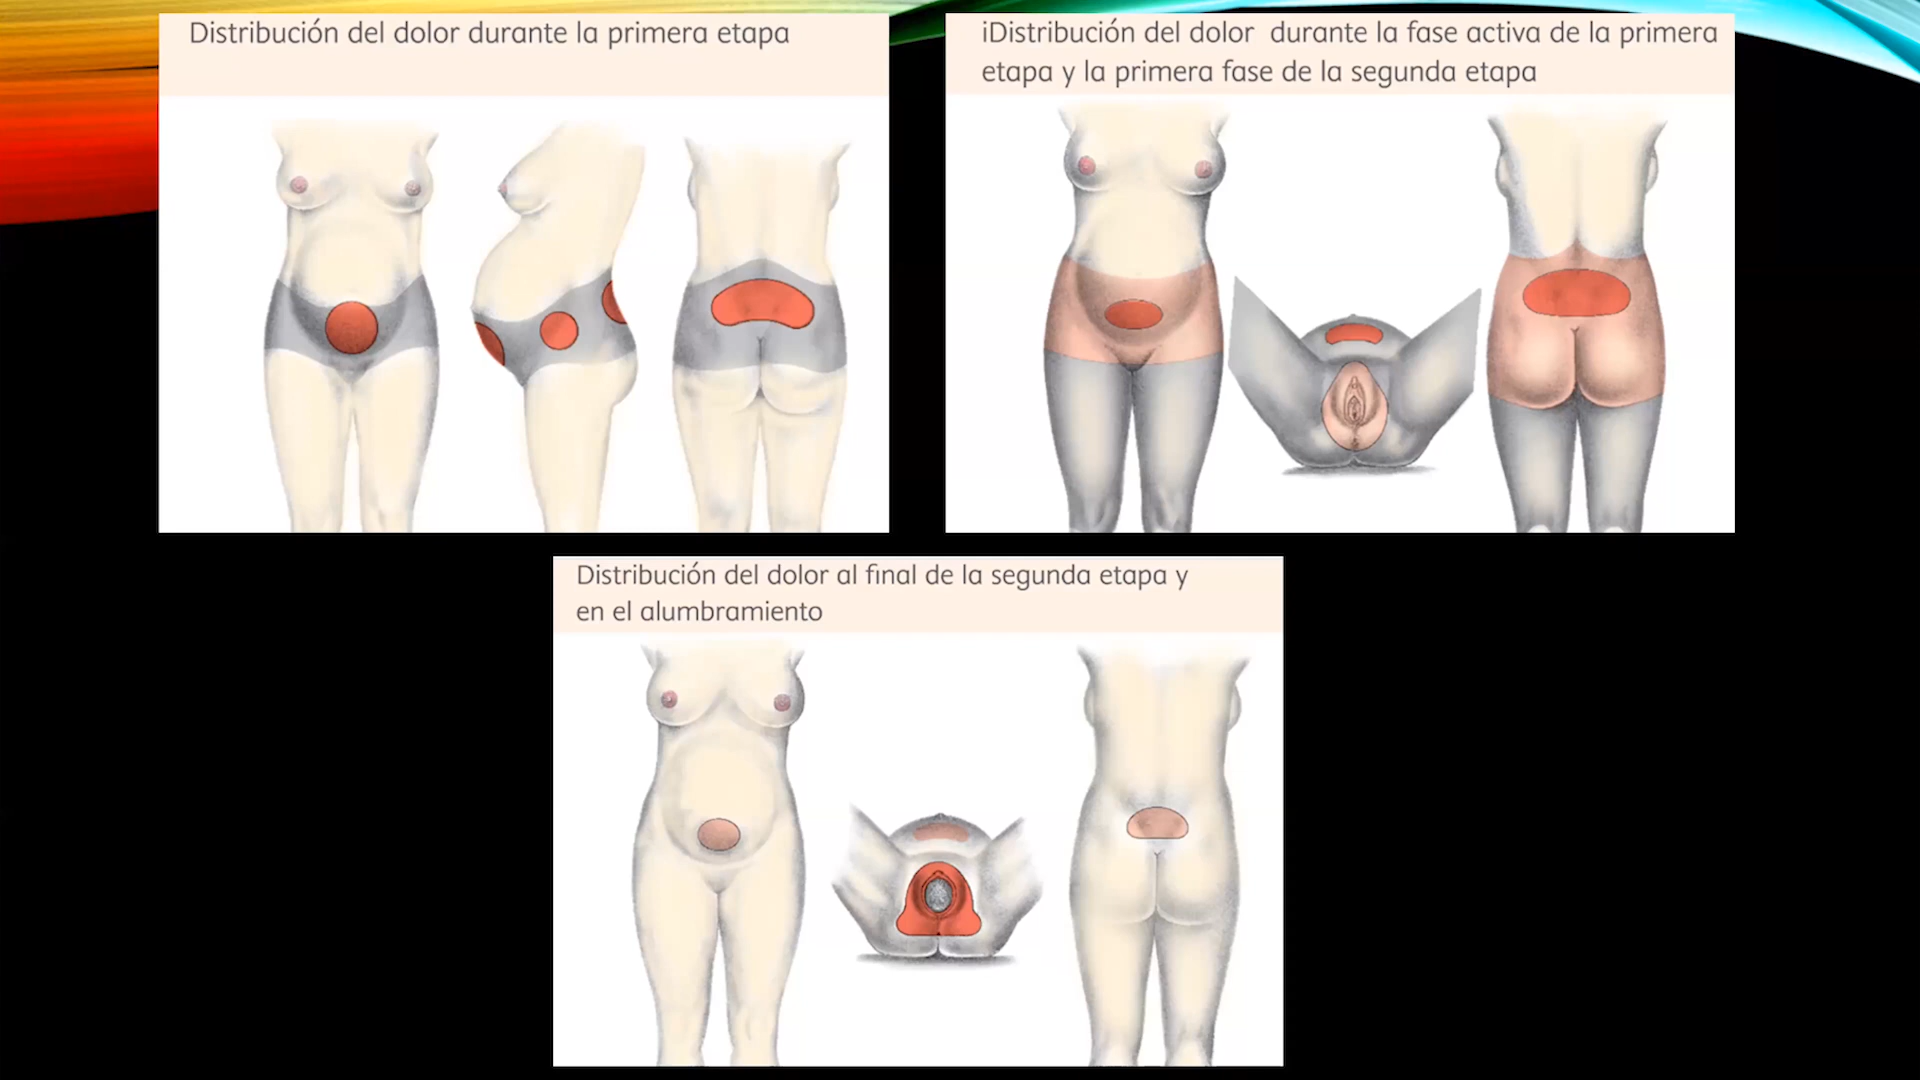 Distribución del dolor durante la primera etapa
iDistribución del dolor durante la fase activa de la primera
etapa y la primera fase de la segunda etapa
Distribución del dolor al final de la segunda etapa y
en el alumbramiento